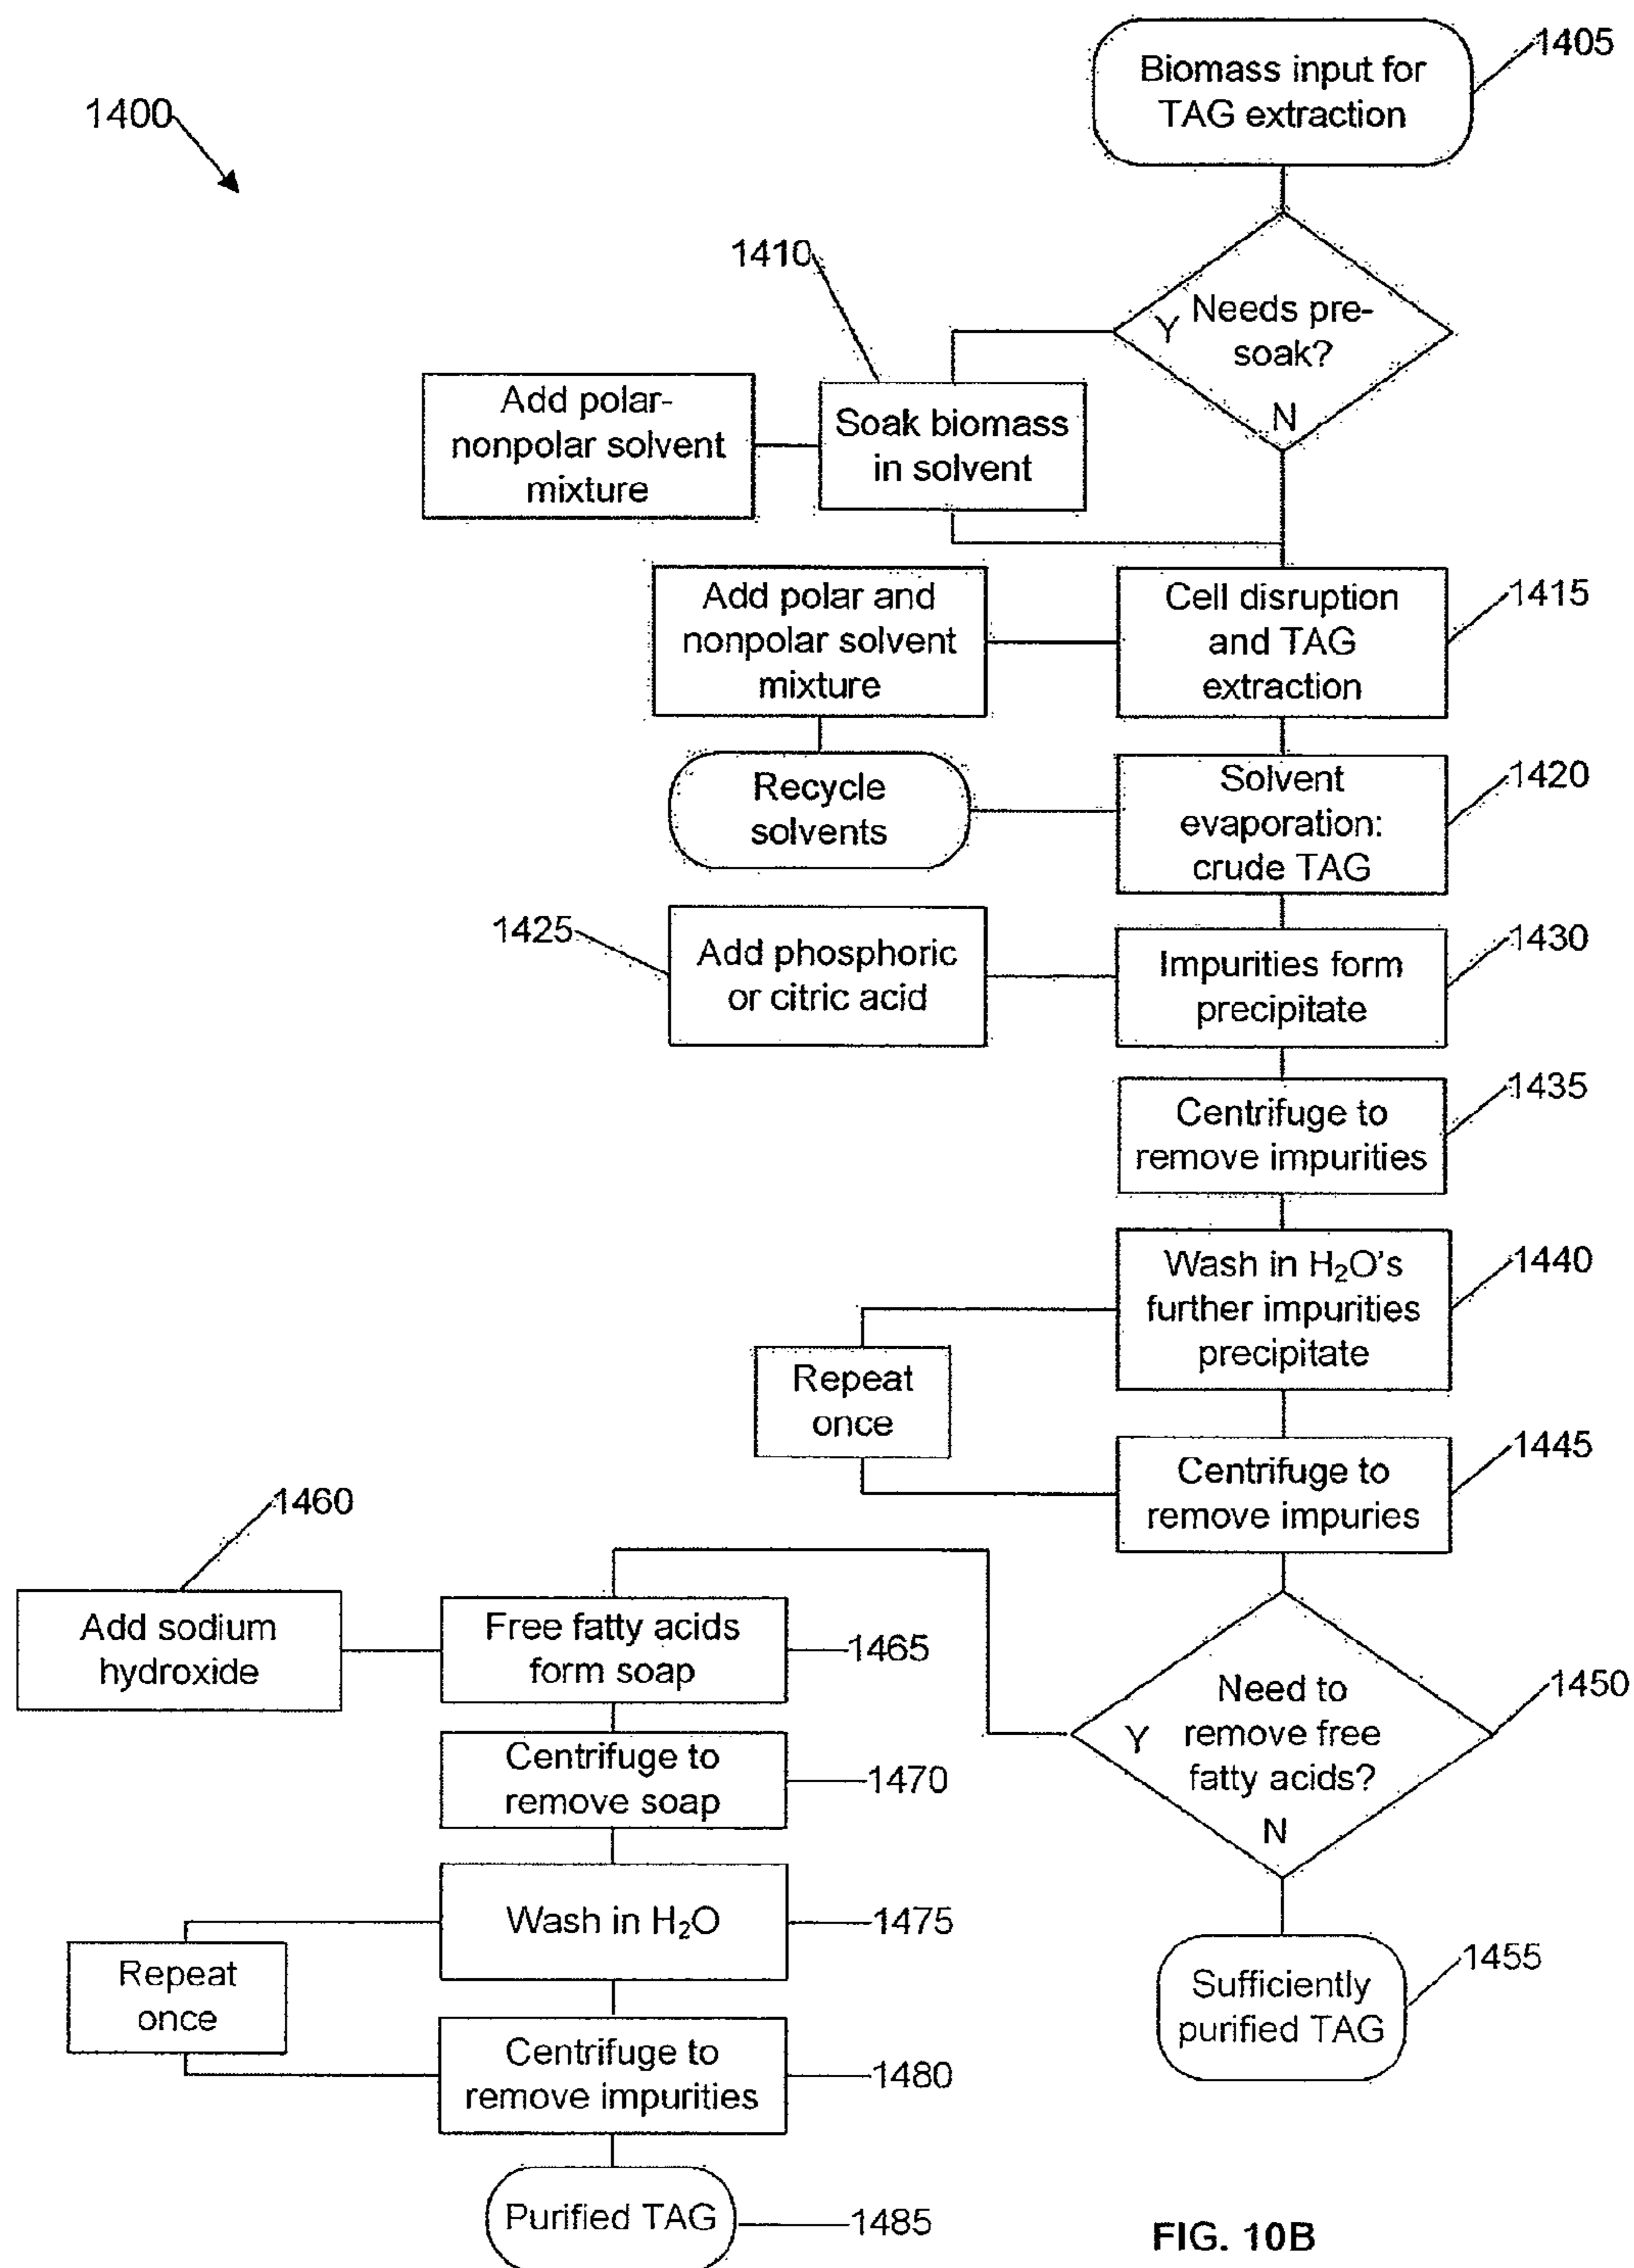 1405
Biomass input for
TAG extraction
1400
1410
Y
Needs pre-
soak?
N
Add polar-
nonpolar solvent
mixture
Soak biomass
in solvent
Add polar and
nonpolar solvent
mixture
Cell disruption
and TAG
extraction
1415
Recycle
solvents
Solvent
evaporation:
crude TAG
1420
1425
Add phosphoric
or citric acid
Impurities form
precipitate
1430
Centrifuge to
remove impurities
1435
Wash in H₂O's
further impurities
precipitate
1440
Repeat
once
Centrifuge to
remove impuries
1445
1460
Add sodium
hydroxide
Free fatty acids
form soap
1465
Y
Need to
remove free
fatty acids?
N
1450
Centrifuge to
remove soap
1470
Wash in H₂O
1475
Repeat
once
Sufficiently
purified TAG
1455
Centrifuge to
remove impurities
1480
Purified TAG
1485
FIG. 10B